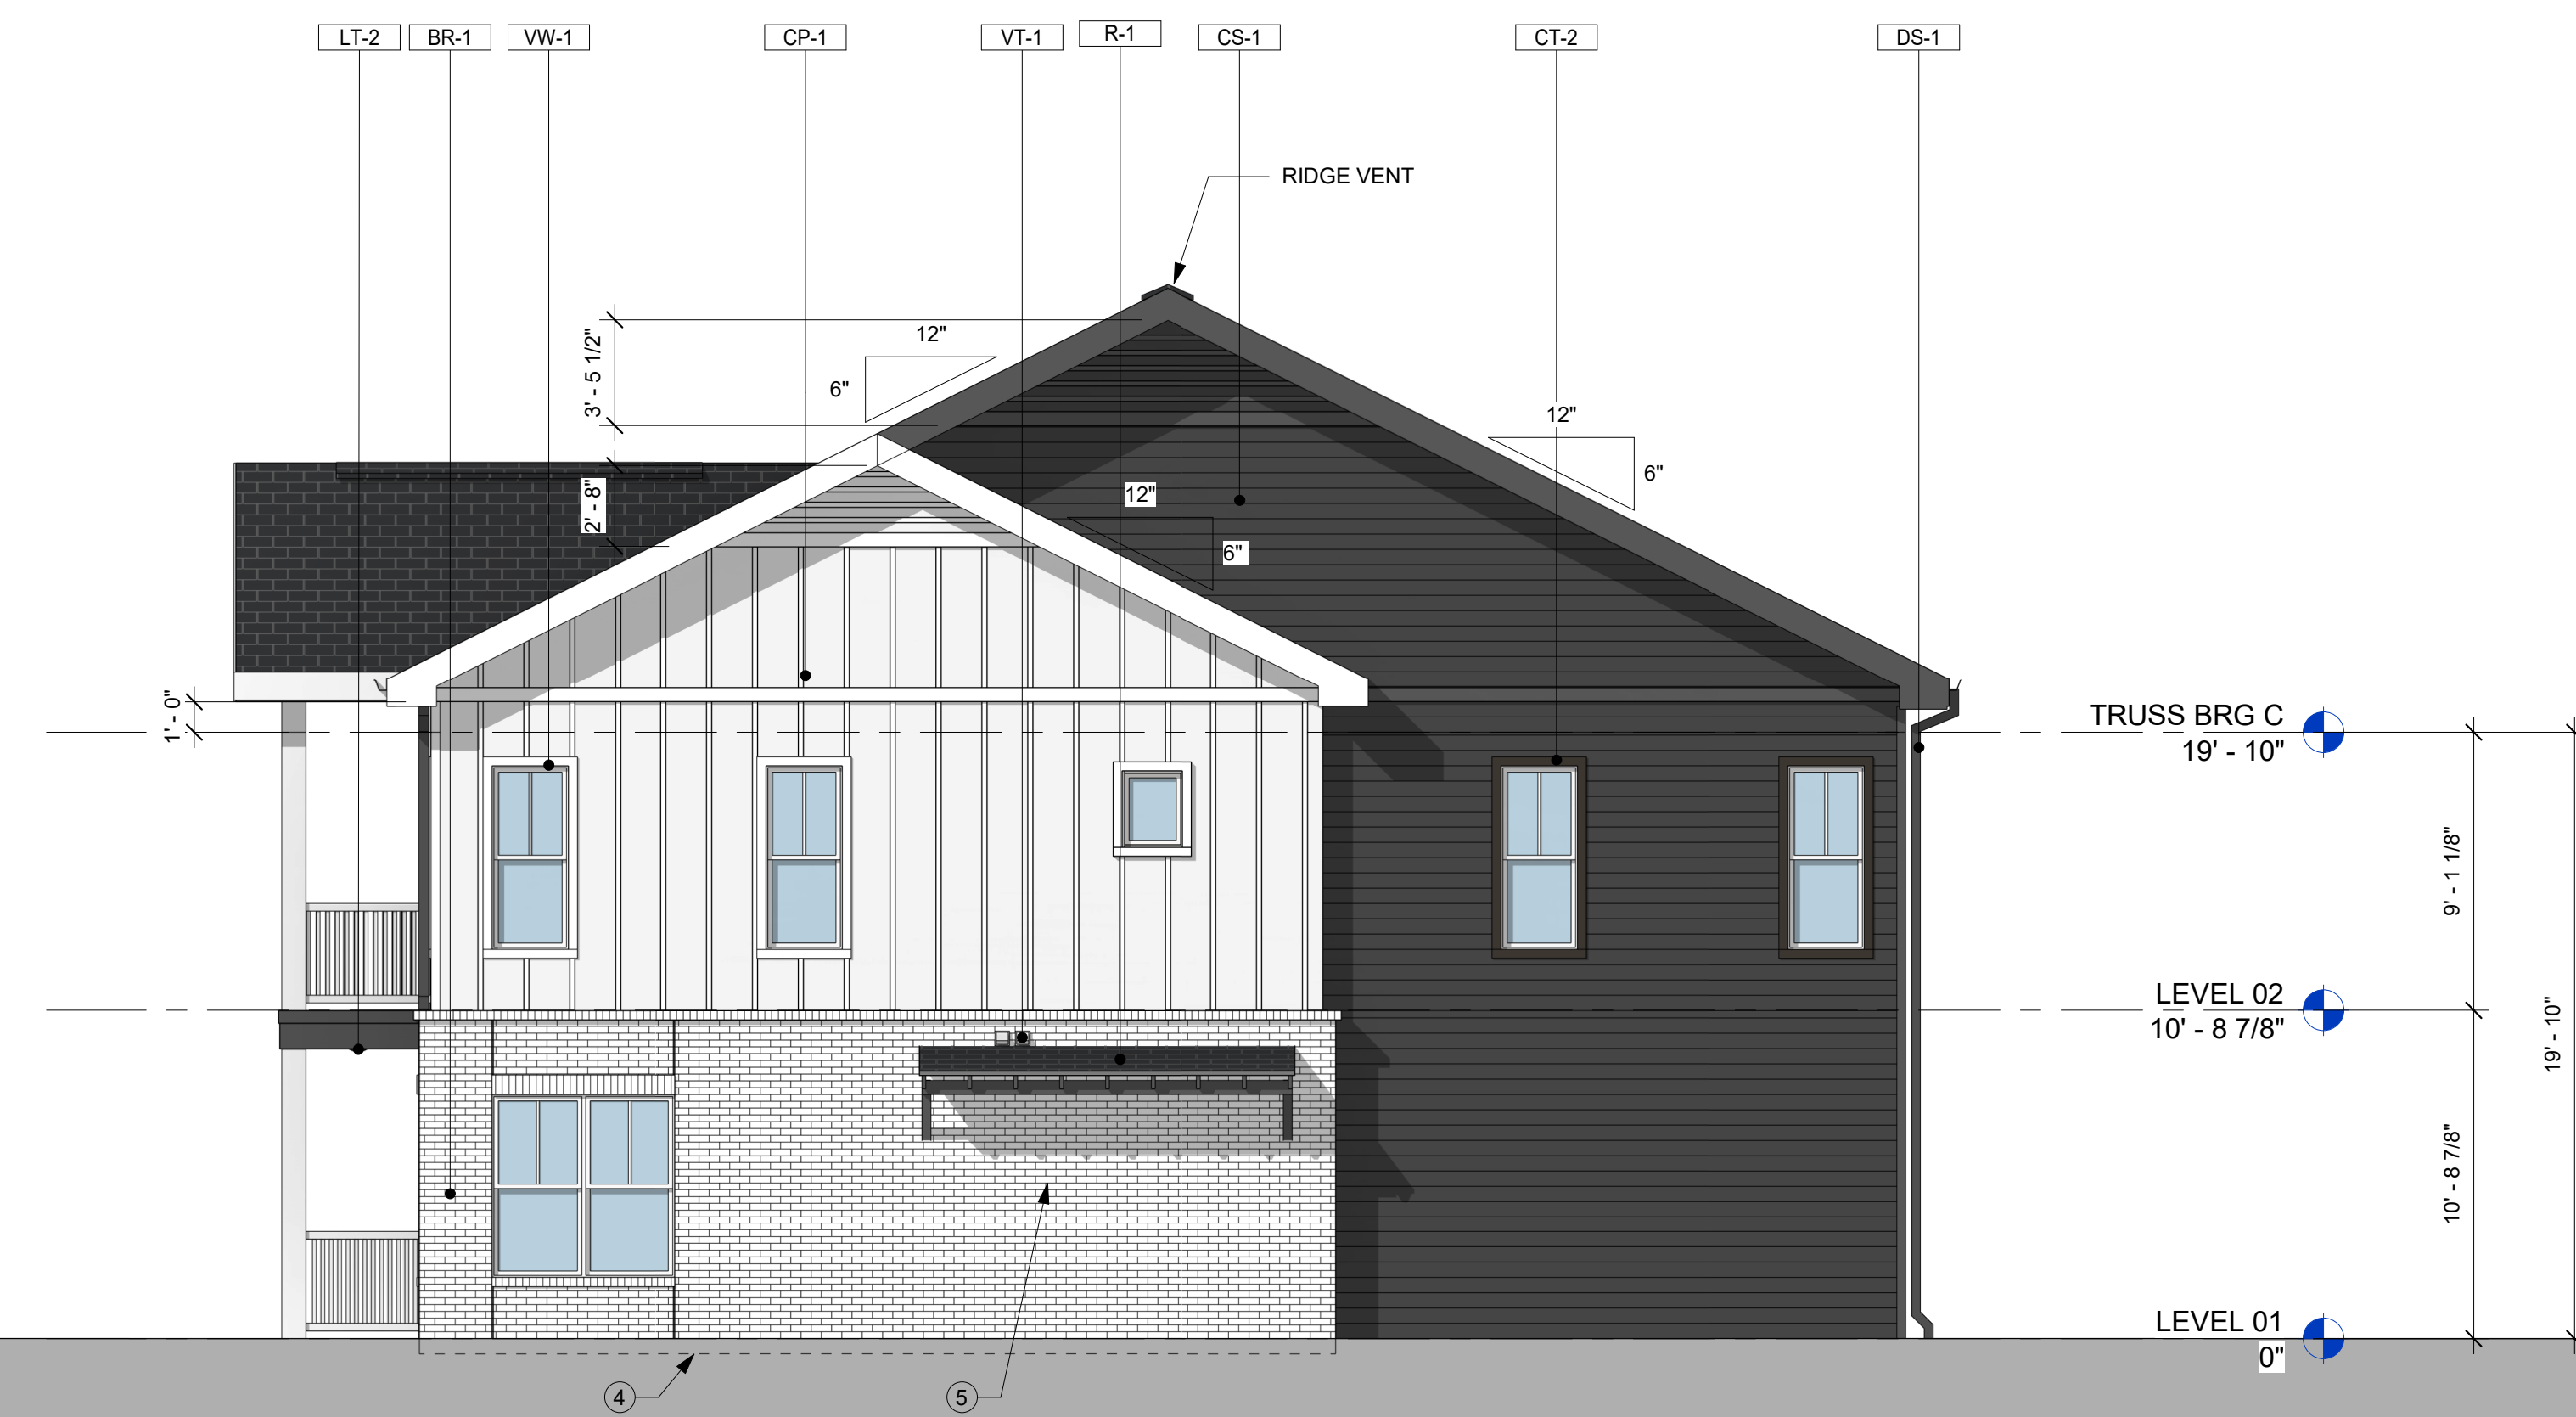 LT-2 BR-1 VW-1 CP-1 VT-1 R-1 CS-1 CT-2 DS-1
RIDGE VENT
12"
6"
3' - 5 1/2"
12"
6"
2' - 8"
12"
6"
1' - 0"
TRUSS BRG C
19' - 10"
9' - 1 1/8"
LEVEL 02
10' - 8 7/8"
19' - 10"
10' - 8 7/8"
LEVEL 01
0"
4
5